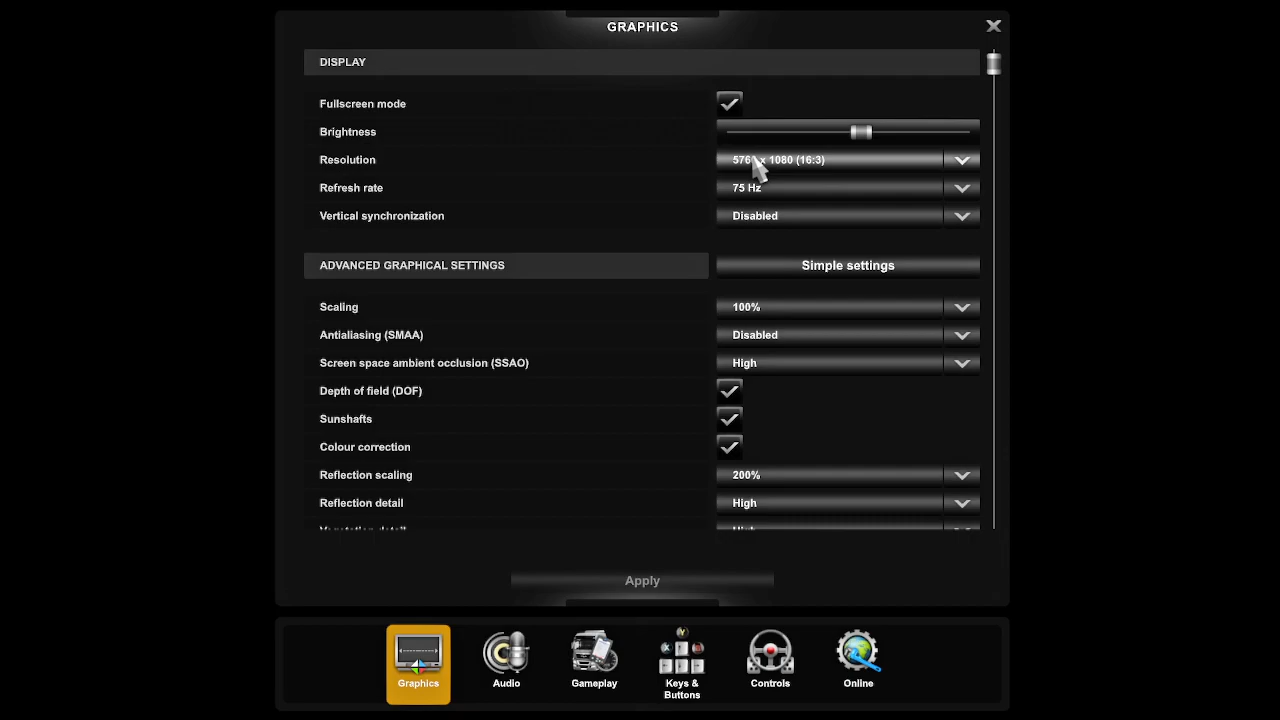 GRAPHICS
DISPLAY
Fullscreen mode
Brightness
Resolution x 1080 (16:3)
Refresh rate 75 Hz
Vertical synchronization Disabled
ADVANCED GRAPHICAL SETTINGS Simple settings
Scaling 100%
Antialiasing (SMAA) Disabled
Screen space ambient occlusion (SSAO) High
Depth of field (DOF)
Sunshafts
Colour correction
Reflection scaling 200%
Reflection detail High
Apply
Graphics Audio Gameplay Keys & Buttons Controls Online